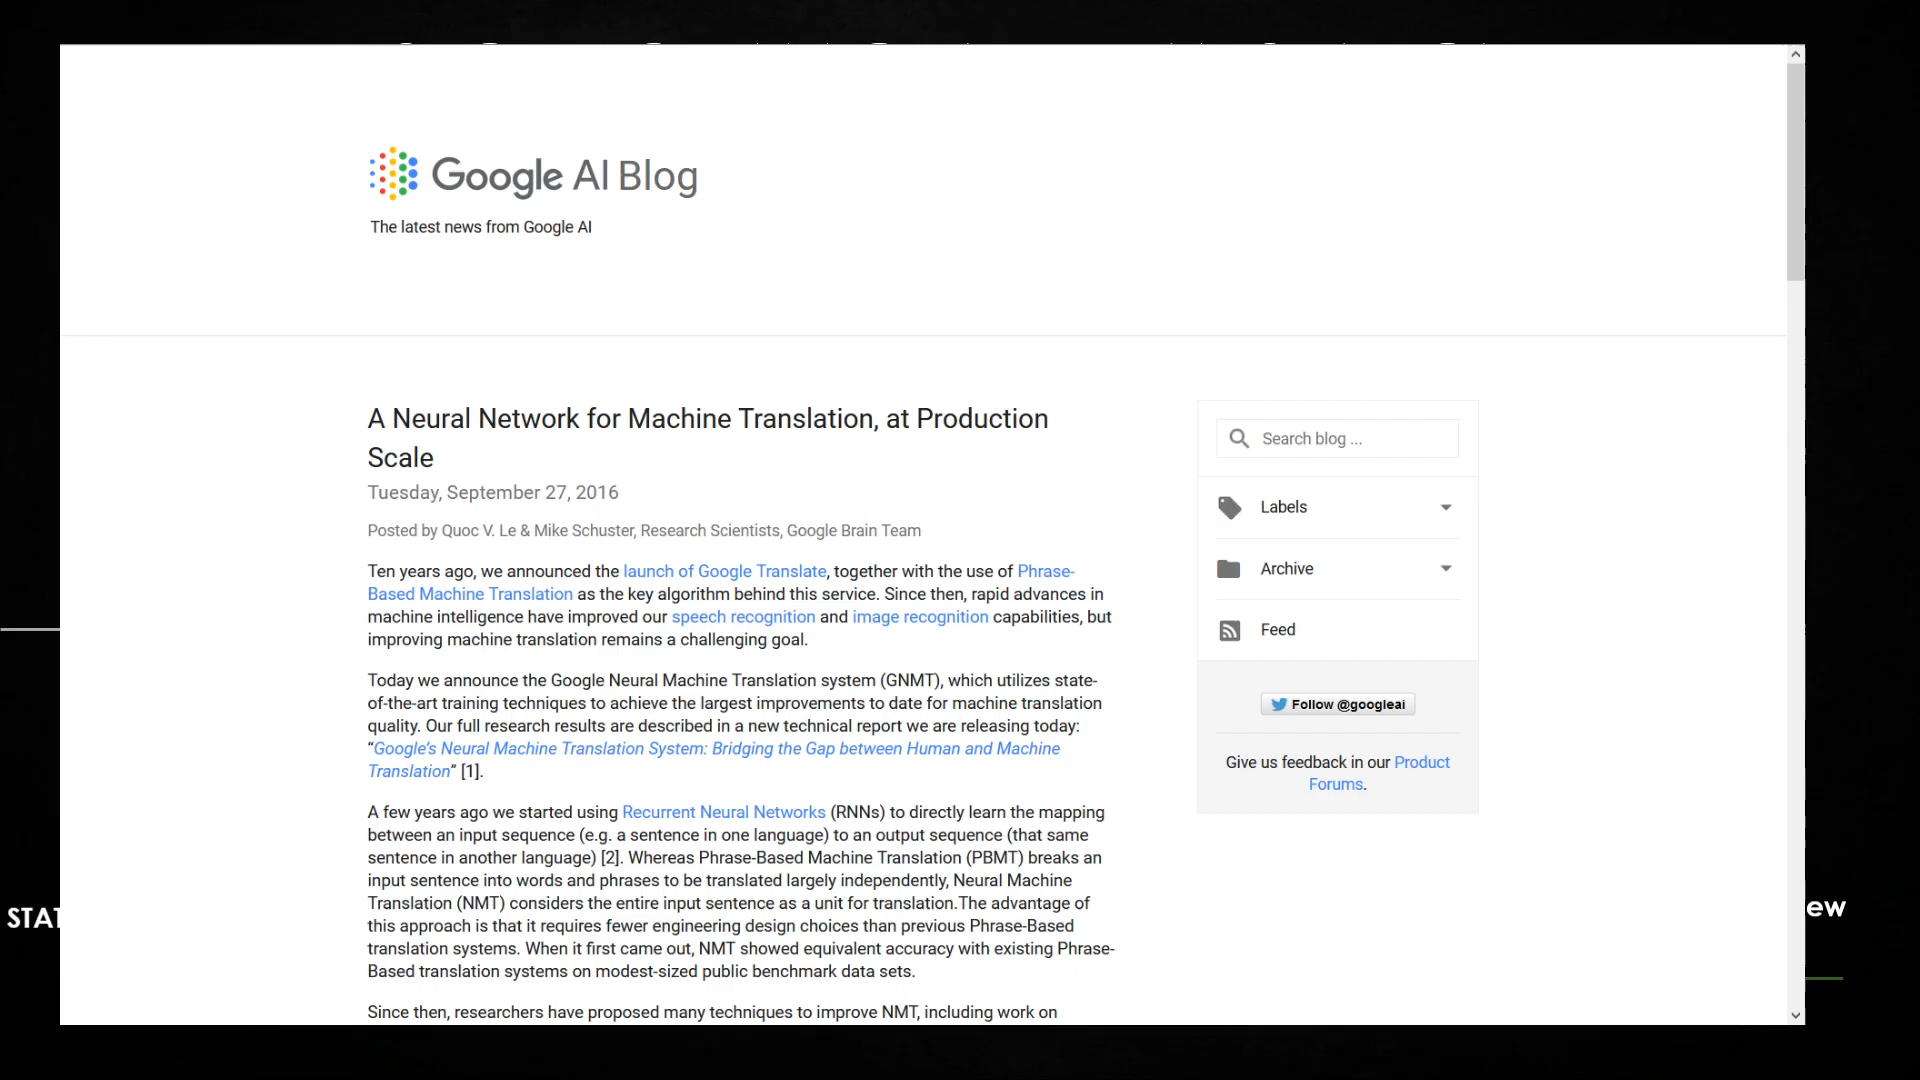 Google AI Blog
The latest news from Google AI
A Neural Network for Machine Translation, at Production
Scale
Tuesday, September 27, 2016
Posted by Quoc V. Le & Mike Schuster, Research Scientists, Google Brain Team
Ten years ago, we announced the launch of Google Translate, together with the use of Phrase-
Based Machine Translation as the key algorithm behind this service. Since then, rapid advances in
machine intelligence have improved our speech recognition and image recognition capabilities, but
improving machine translation remains a challenging goal.
Today we announce the Google Neural Machine Translation system (GNMT), which utilizes state-
of-the-art training techniques to achieve the largest improvements to date for machine translation
quality. Our full research results are described in a new technical report we are releasing today:
“Google’s Neural Machine Translation System: Bridging the Gap between Human and Machine
Translation” [1].
A few years ago we started using Recurrent Neural Networks (RNNs) to directly learn the mapping
between an input sequence (e.g. a sentence in one language) to an output sequence (that same
sentence in another language) [2]. Whereas Phrase-Based Machine Translation (PBMT) breaks an
input sentence into words and phrases to be translated largely independently, Neural Machine
Translation (NMT) considers the entire input sentence as a unit for translation.The advantage of
this approach is that it requires fewer engineering design choices than previous Phrase-Based
translation systems. When it first came out, NMT showed equivalent accuracy with existing Phrase-
Based translation systems on modest-sized public benchmark data sets.
Since then, researchers have proposed many techniques to improve NMT, including work on
Search blog ...
Labels
Archive
Feed
Follow @googleai
Give us feedback in our Product
Forums.
STAT
ew